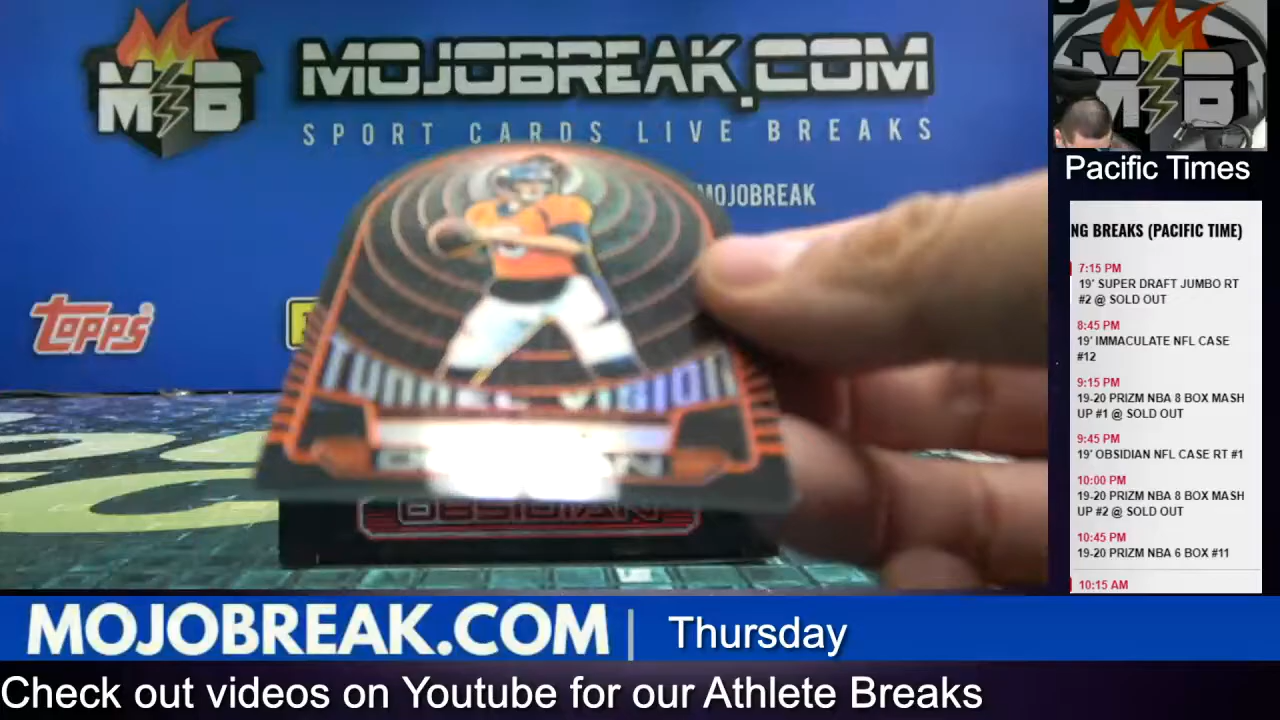 MSB
MOJOBREAK.COM
SPORT CARDS LIVE BREAKS
MOJOBREAK
topps
TUNNEL VISION
OBSIDIAN
MOJOBREAK.COM | Thursday
Check out videos on Youtube for our Athlete Breaks
MSB
Pacific Times
NG BREAKS (PACIFIC TIME)
7:15 PM
19' SUPER DRAFT JUMBO RT
#2 @ SOLD OUT
8:45 PM
19' IMMACULATE NFL CASE
#12
9:15 PM
19-20 PRIZM NBA 8 BOX MASH
UP #1 @ SOLD OUT
9:45 PM
19' OBSIDIAN NFL CASE RT #1
10:00 PM
19-20 PRIZM NBA 8 BOX MASH
UP #2 @ SOLD OUT
10:45 PM
19-20 PRIZM NBA 6 BOX #11
10:15 AM